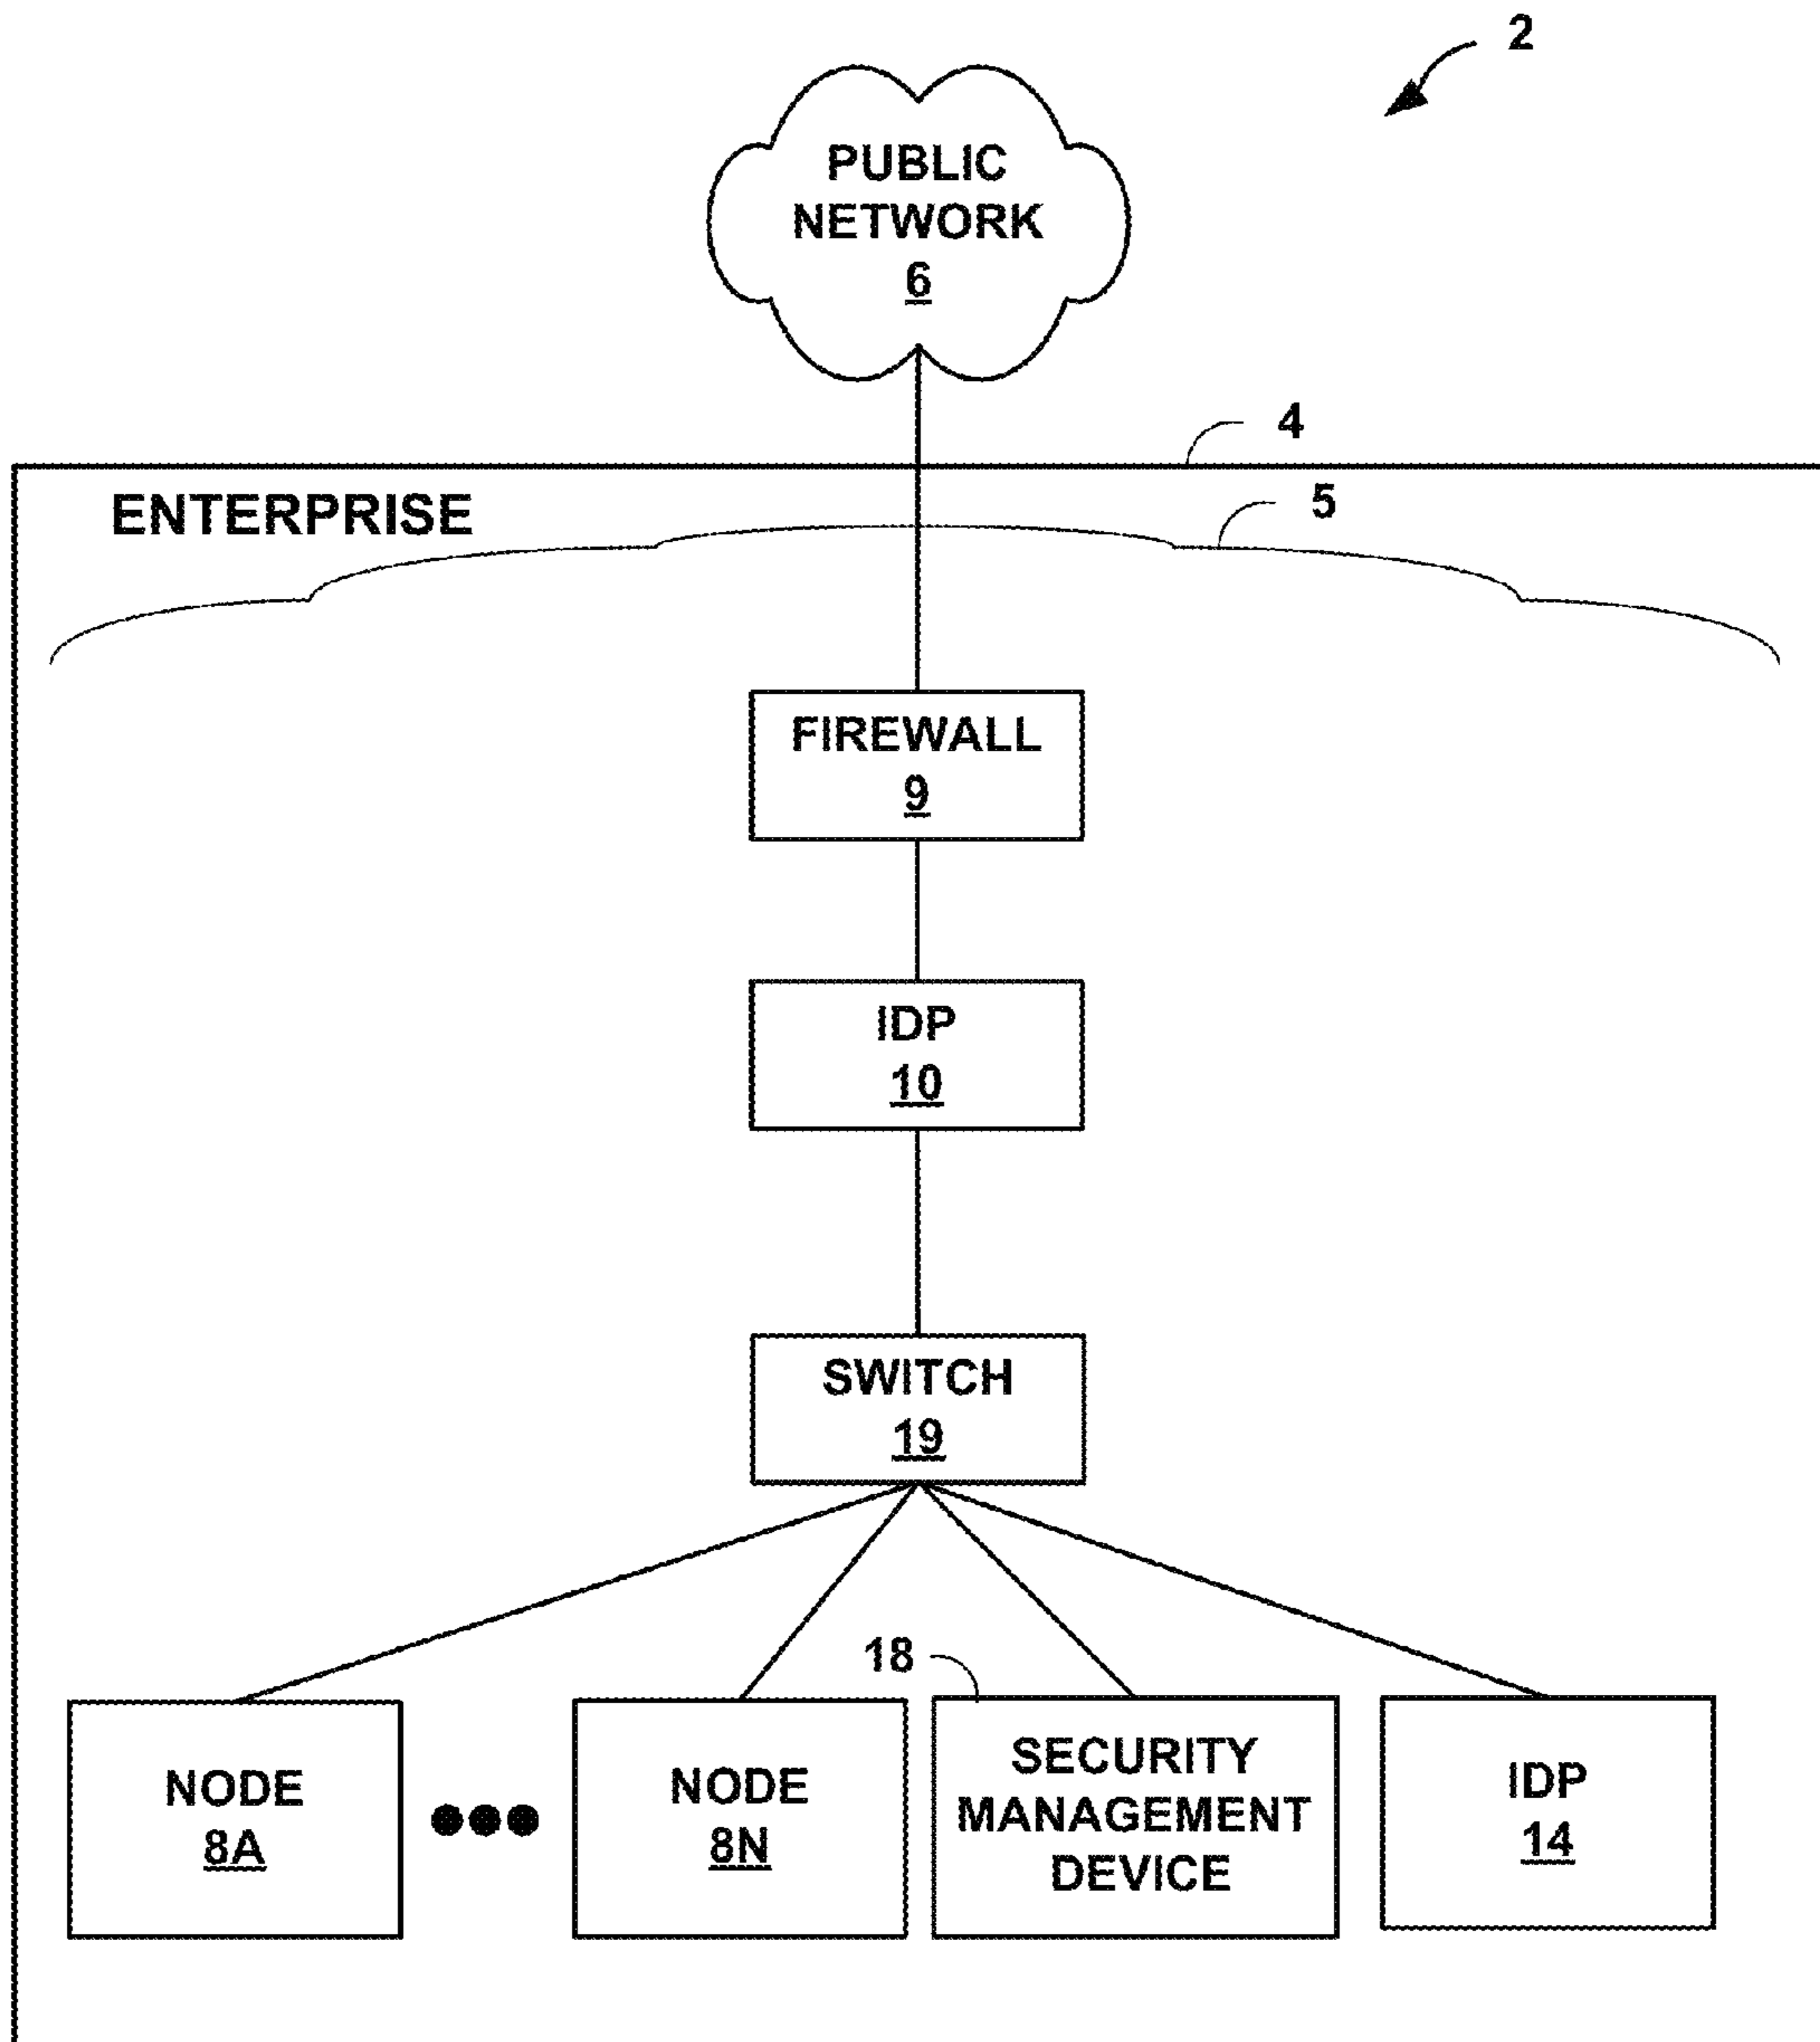 2
PUBLIC
NETWORK
6
4
ENTERPRISE
5
FIREWALL
9
IDP
10
SWITCH
19
18
NODE
8A
NODE
8N
SECURITY
MANAGEMENT
DEVICE
IDP
14